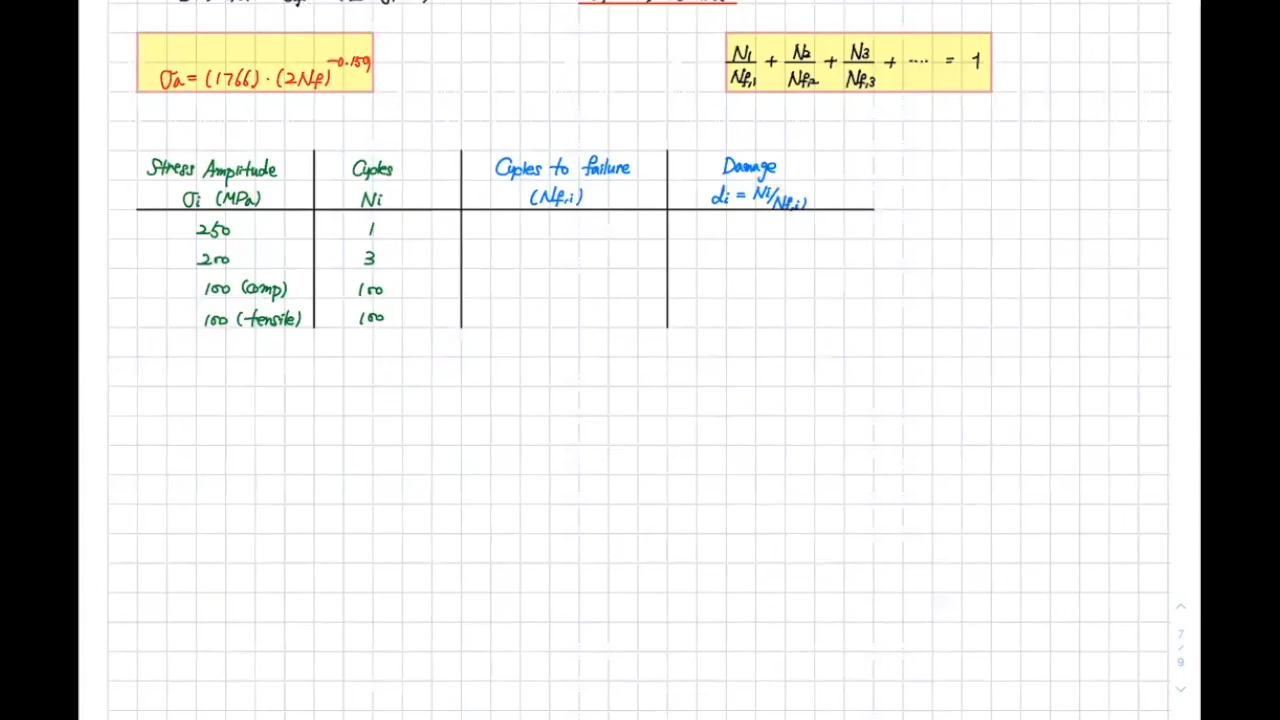 σa = (1766) · (2Nf)^-0.159
N1/Nf,1 + N2/Nf,2 + N3/Nf,3 + ···· = 1
Stress Amplitude Cycles Cycles to failure Damage
σi (MPa) Ni (Nf,i) di = Ni/Nf,i)
250 1
200 3
100 (comp) 100
100 (tensile) 100
7
/
9